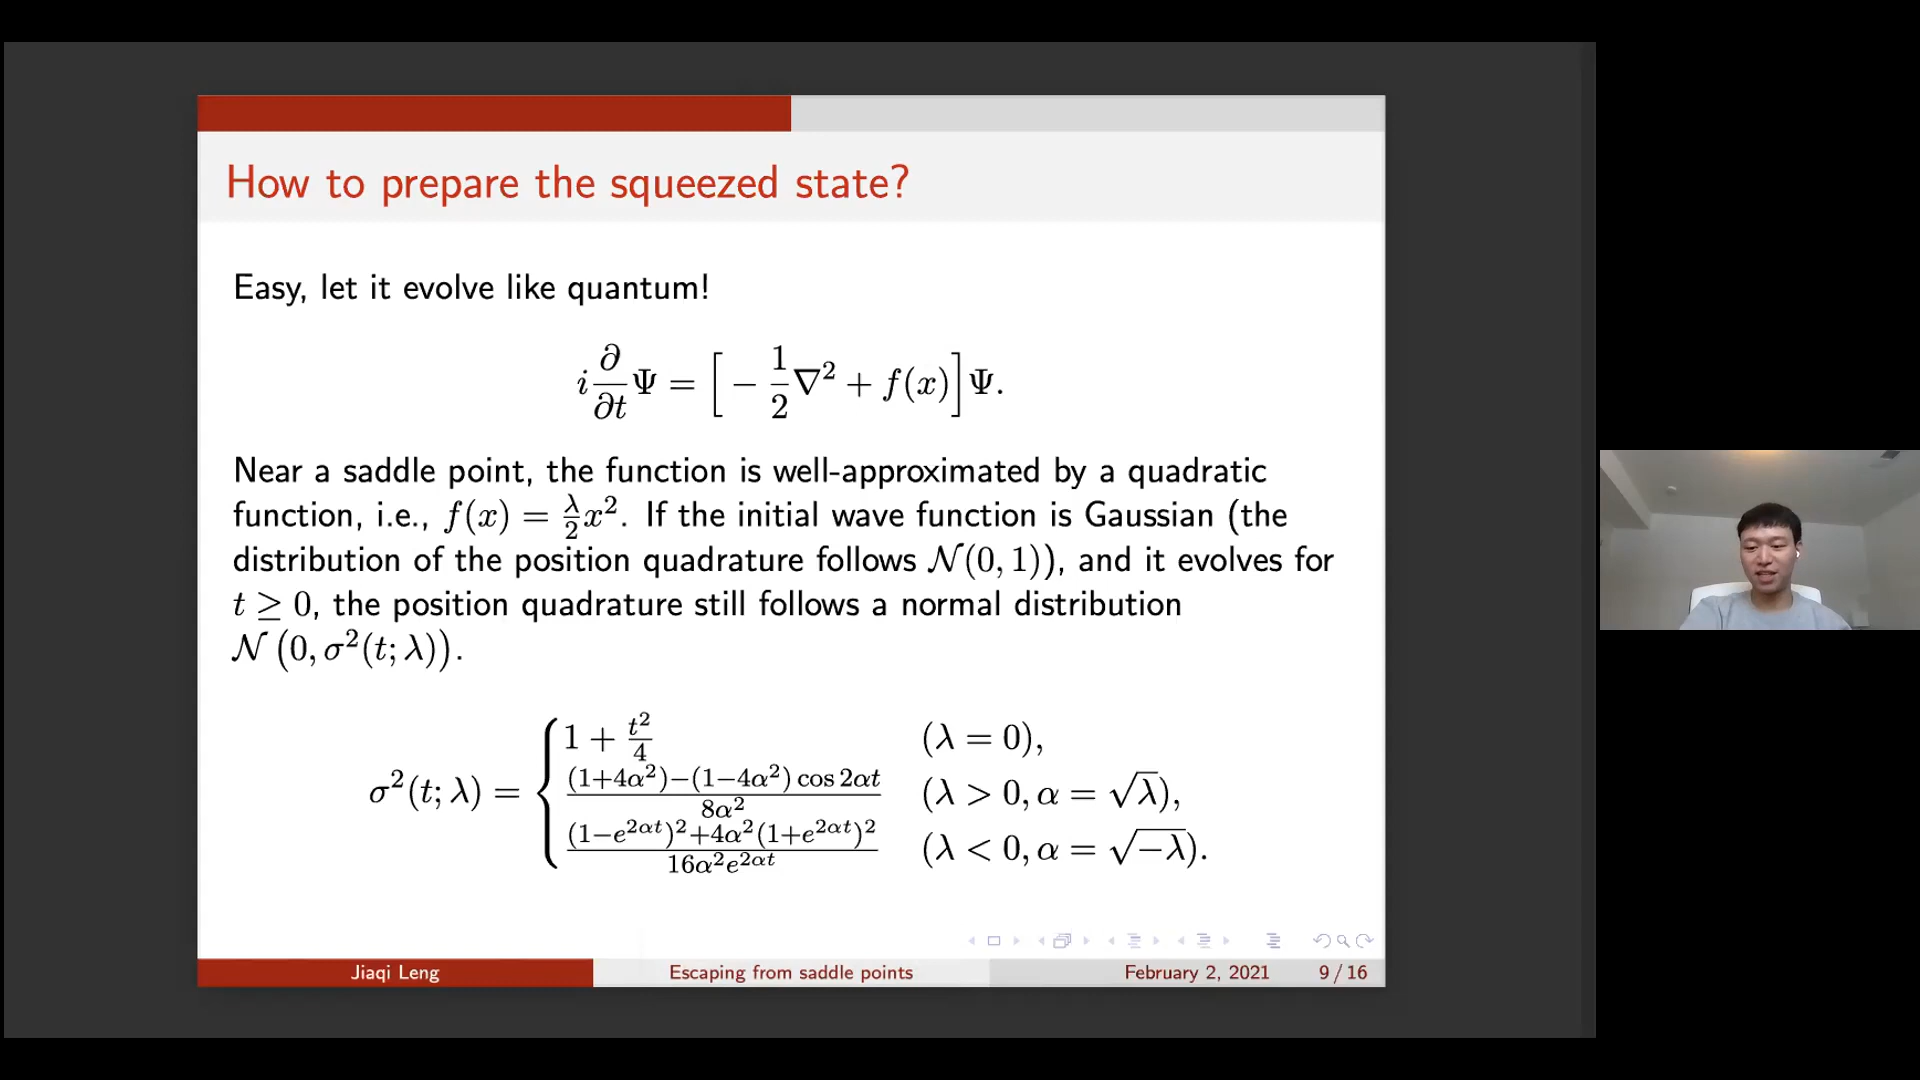 How to prepare the squeezed state?
Easy, let it evolve like quantum!
i ∂/∂t Ψ = [ − 1/2 ∇² + f(x) ] Ψ.
Near a saddle point, the function is well-approximated by a quadratic
function, i.e., f(x) = λ/2 x². If the initial wave function is Gaussian (the
distribution of the position quadrature follows 𝒩(0, 1)), and it evolves for
t ≥ 0, the position quadrature still follows a normal distribution
𝒩(0, σ²(t; λ)).
σ²(t; λ) = {
1 + t²/4 (λ = 0),
((1+4α²)−(1−4α²) cos 2αt)/(8α²) (λ > 0, α = √λ),
((1−e^{2αt})²+4α²(1+e^{2αt})²)/(16α²e^{2αt}) (λ < 0, α = √−λ).
Jiaqi Leng Escaping from saddle points February 2, 2021 9 / 16